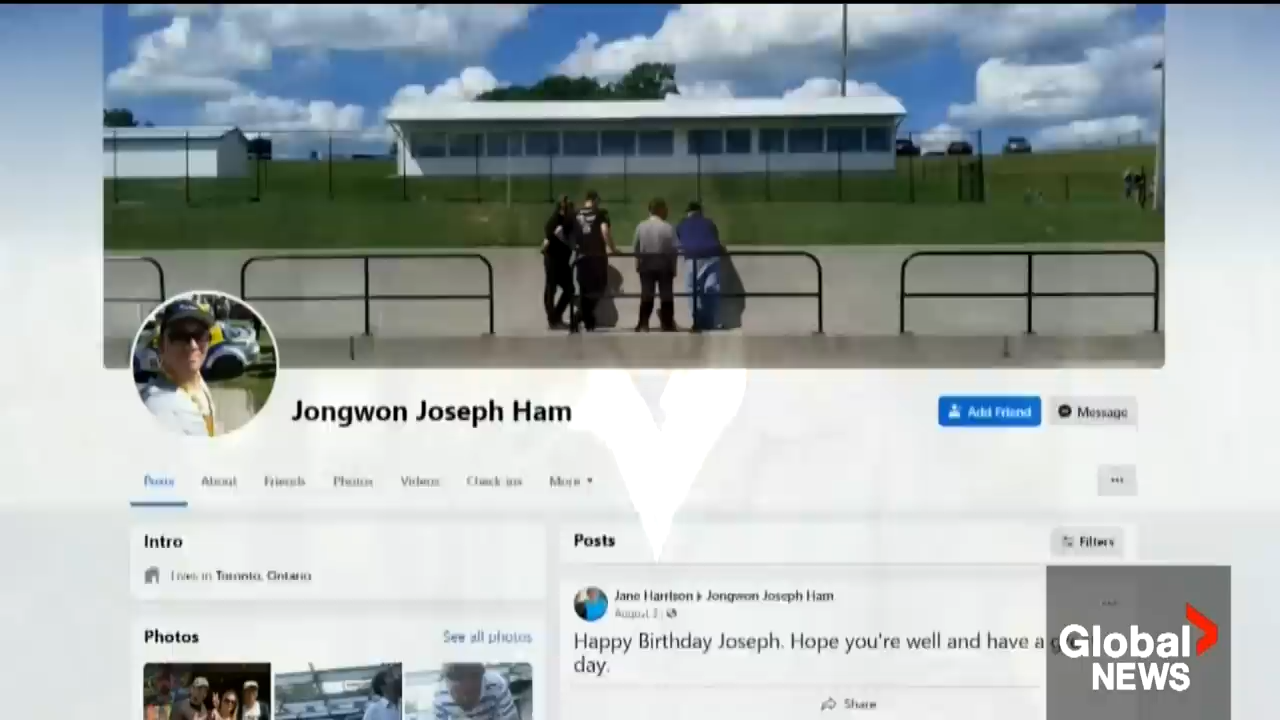 Jongwon Joseph Ham
Add Friend
Message
Posts
About
Friends
Photos
Videos
Check-ins
More
Intro
Lives in Toronto, Ontario
Photos
See all photos
Posts
Filters
Jane Harrison ▸ Jongwon Joseph Ham
August 3
Happy Birthday Joseph. Hope you're well and have a
day.
Share
Global
NEWS